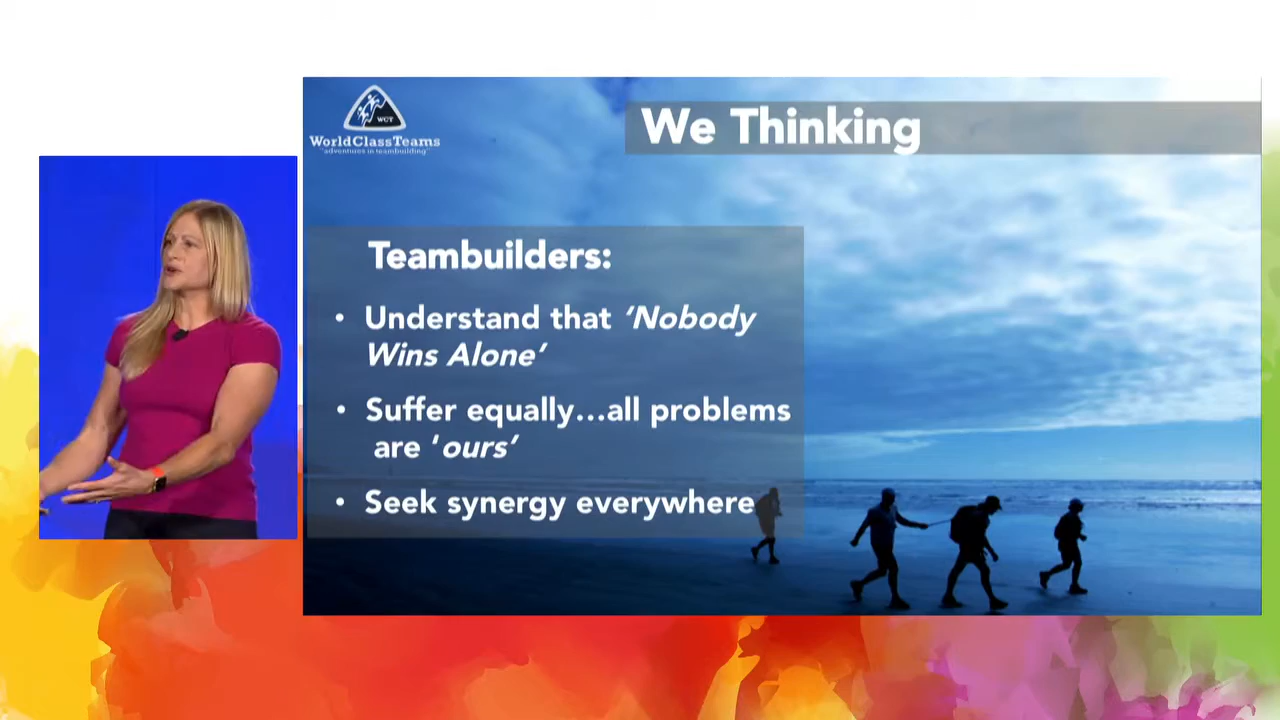 WCT
WorldClassTeams
"adventures in teambuilding"
We Thinking
Teambuilders:
• Understand that ‘Nobody
Wins Alone’
• Suffer equally…all problems
are ‘ours’
• Seek synergy everywhere